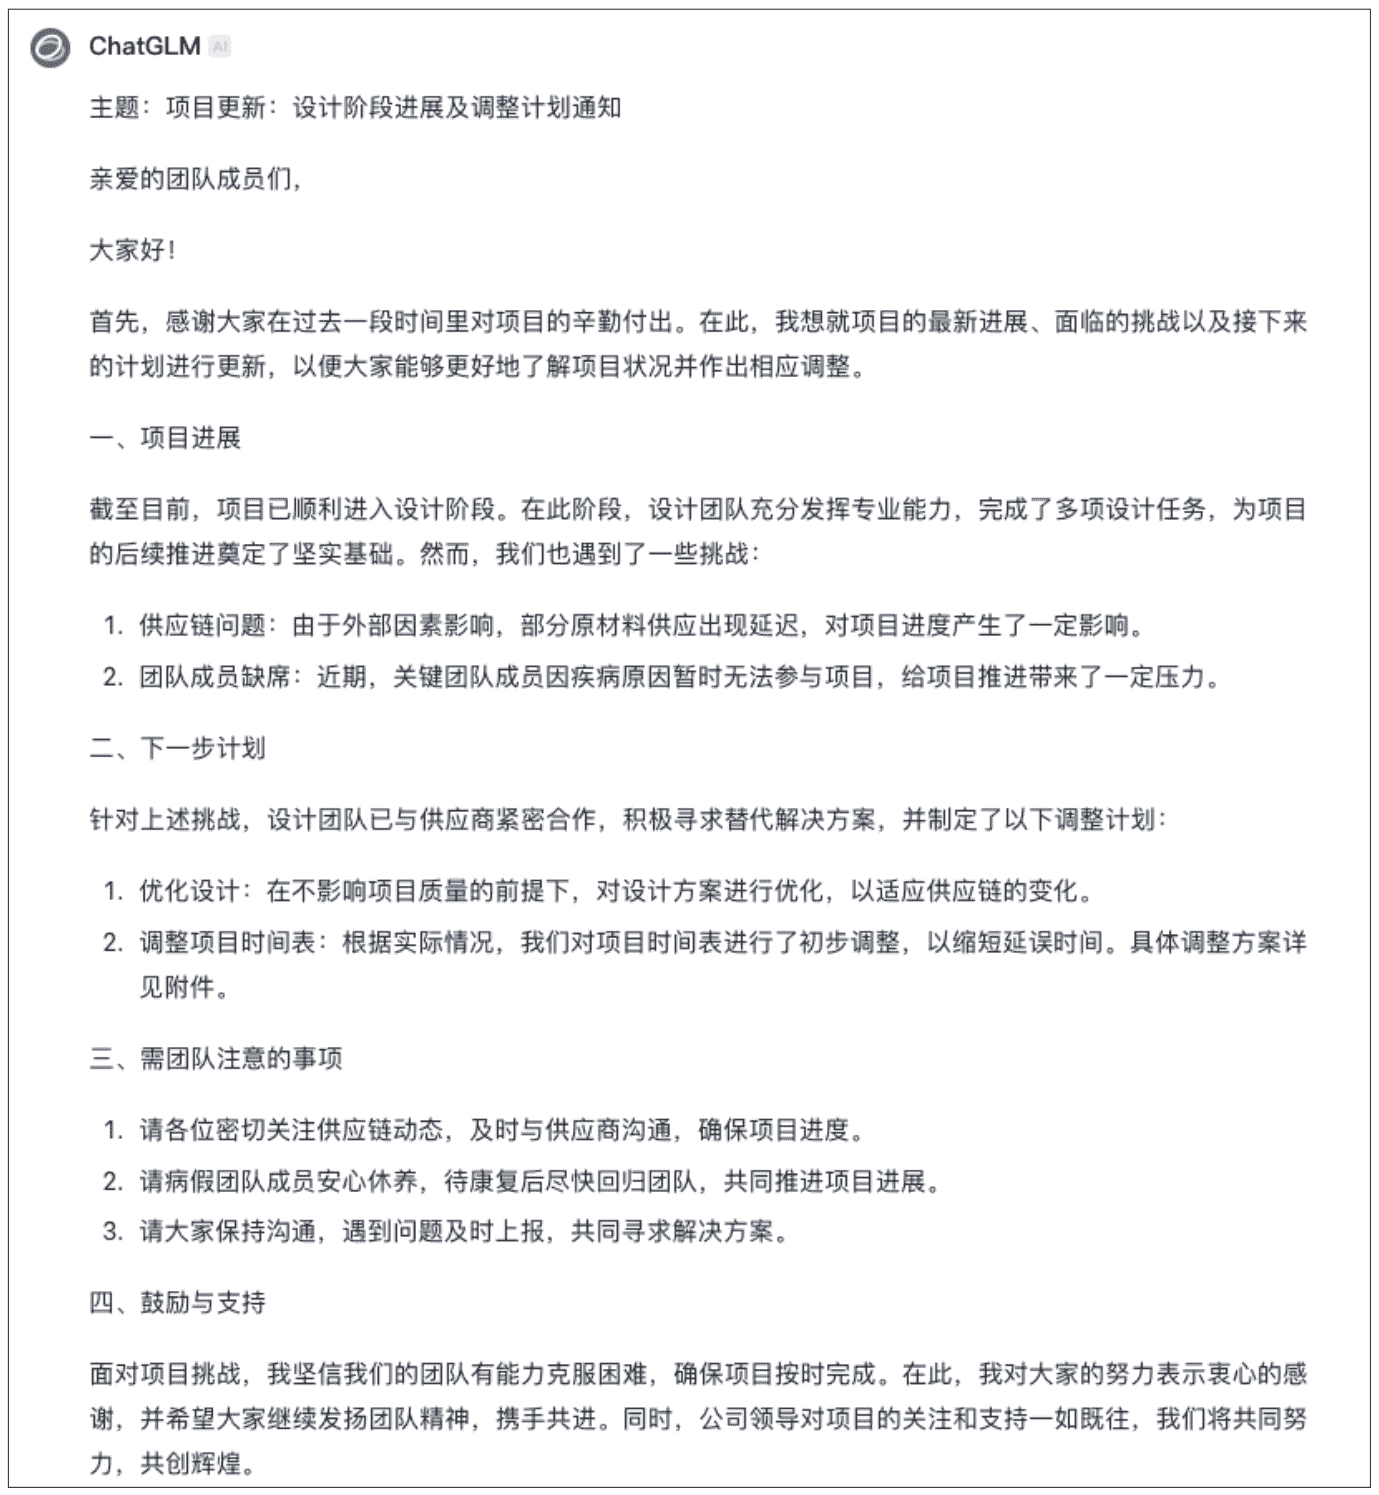 ChatGLM AI
主题：项目更新：设计阶段进展及调整计划通知
亲爱的团队成员们，
大家好！
首先，感谢大家在过去一段时间里对项目的辛勤付出。在此，我想就项目的最新进展、面临的挑战以及接下来
的计划进行更新，以便大家能够更好地了解项目状况并作出相应调整。
一、项目进展
截至目前，项目已顺利进入设计阶段。在此阶段，设计团队充分发挥专业能力，完成了多项设计任务，为项目
的后续推进奠定了坚实基础。然而，我们也遇到了一些挑战：
1. 供应链问题：由于外部因素影响，部分原材料供应出现延迟，对项目进度产生了一定影响。
2. 团队成员缺席：近期，关键团队成员因疾病原因暂时无法参与项目，给项目推进带来了一定压力。
二、下一步计划
针对上述挑战，设计团队已与供应商紧密合作，积极寻求替代解决方案，并制定了以下调整计划：
1. 优化设计：在不影响项目质量的前提下，对设计方案进行优化，以适应供应链的变化。
2. 调整项目时间表：根据实际情况，我们对项目时间表进行了初步调整，以缩短延误时间。具体调整方案详
见附件。
三、需团队注意的事项
1. 请各位密切关注供应链动态，及时与供应商沟通，确保项目进度。
2. 请病假团队成员安心休养，待康复后尽快回归团队，共同推进项目进展。
3. 请大家保持沟通，遇到问题及时上报，共同寻求解决方案。
四、鼓励与支持
面对项目挑战，我坚信我们的团队有能力克服困难，确保项目按时完成。在此，我对大家的努力表示衷心的感
谢，并希望大家继续发扬团队精神，携手共进。同时，公司领导对项目的关注和支持一如既往，我们将共同努
力，共创辉煌。